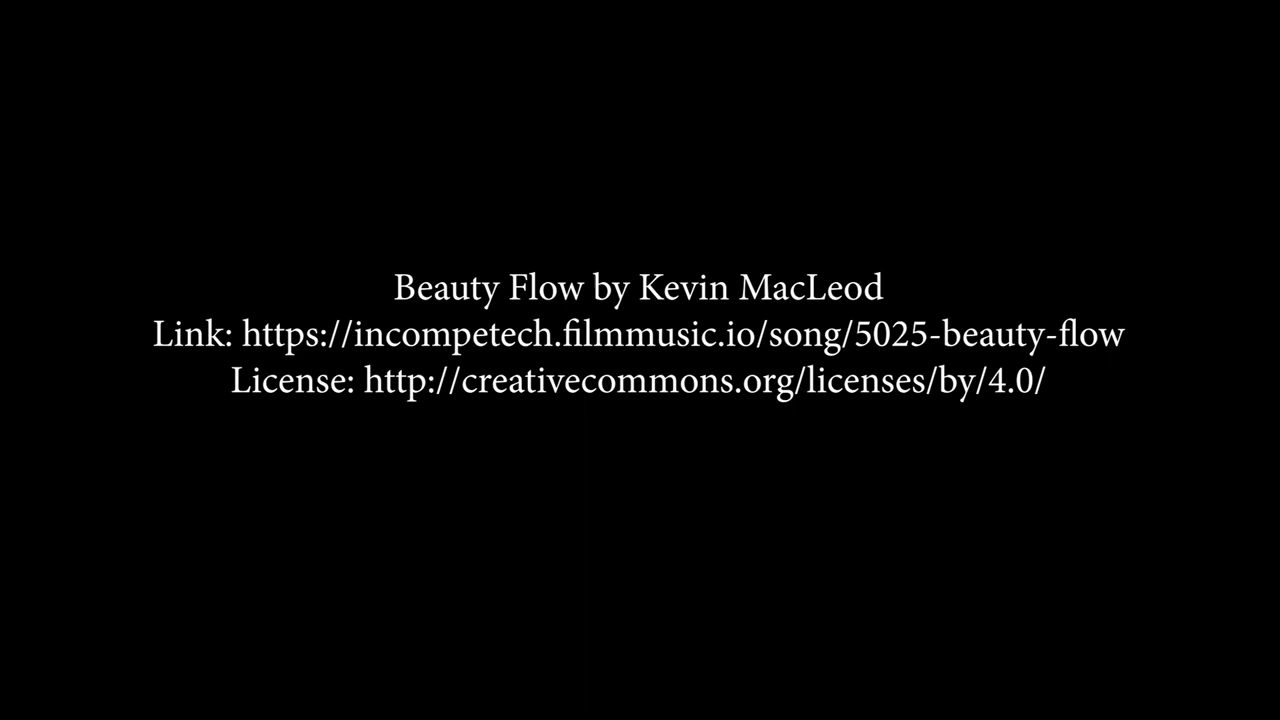 Beauty Flow by Kevin MacLeod
Link: https://incompetech.filmmusic.io/song/5025-beauty-flow
License: http://creativecommons.org/licenses/by/4.0/